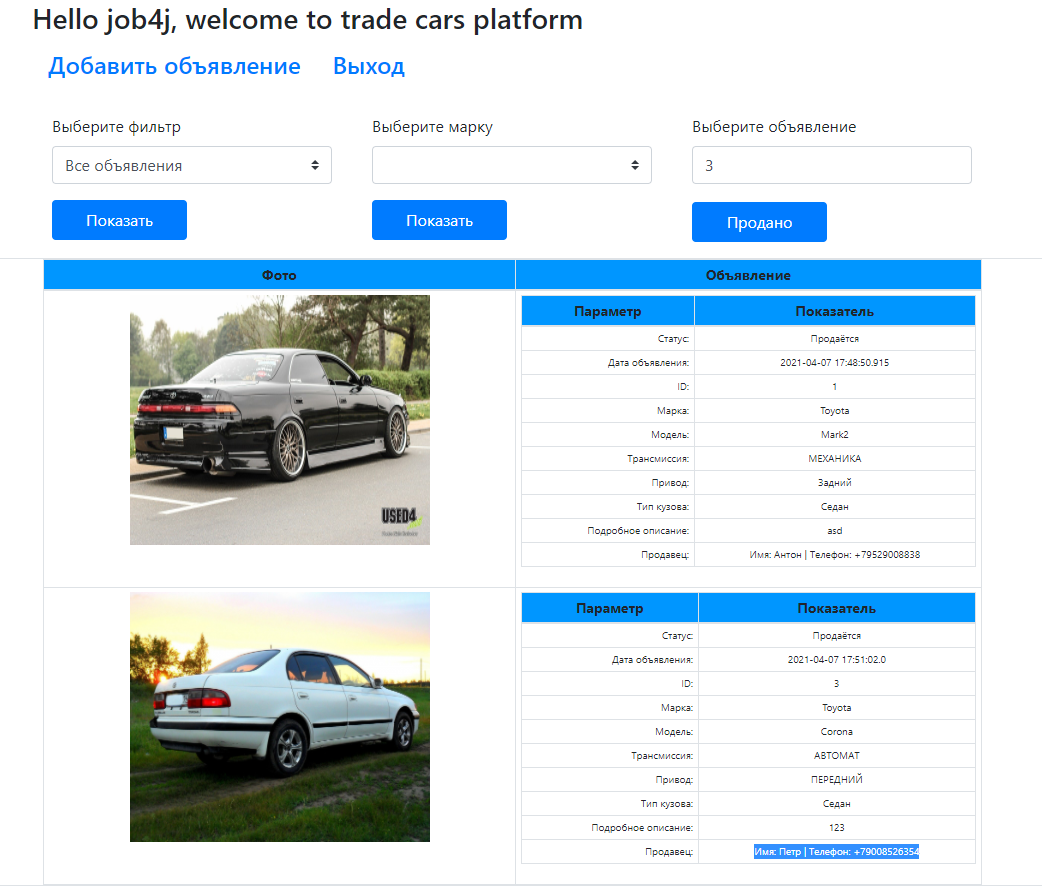 Hello job4j, welcome to trade cars platform
Добавить объявление Выход
Выберите фильтр Выберите марку Выберите объявление
Все объявления 3
Показать Показать Продано
Фото Объявление
Параметр Показатель
Статус: Продаётся
Дата объявления: 2021-04-07 17:48:50.915
ID: 1
Марка: Toyota
Модель: Mark2
Трансмиссия: МЕХАНИКА
Привод: Задний
Тип кузова: Седан
Подробное описание: asd
Продавец: Имя: Антон | Телефон: +79529008838
USED4
Параметр Показатель
Статус: Продаётся
Дата объявления: 2021-04-07 17:51:02.0
ID: 3
Марка: Toyota
Модель: Corona
Трансмиссия: АВТОМАТ
Привод: ПЕРЕДНИЙ
Тип кузова: Седан
Подробное описание: 123
Продавец: Имя: Петр | Телефон: +79008526354